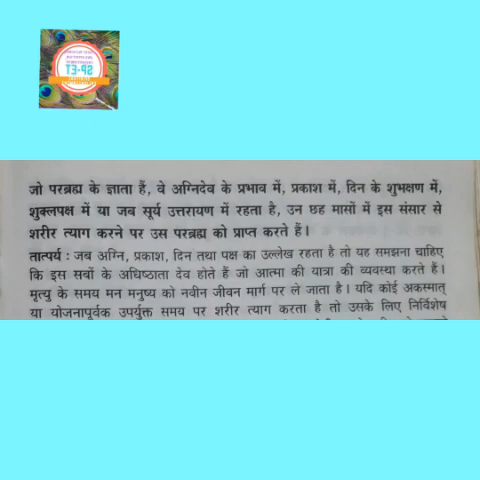 SP-ET
जो परब्रह्म के ज्ञाता हैं, वे अग्निदेव के प्रभाव में, प्रकाश में, दिन के शुभक्षण में,
शुक्लपक्ष में या जब सूर्य उत्तरायण में रहता है, उन छह मासों में इस संसार से
शरीर त्याग करने पर उस परब्रह्म को प्राप्त करते हैं।
तात्पर्य : जब अग्नि, प्रकाश, दिन तथा पक्ष का उल्लेख रहता है तो यह समझना चाहिए
कि इस सबों के अधिष्ठाता देव होते हैं जो आत्मा की यात्रा की व्यवस्था करते हैं।
मृत्यु के समय मन मनुष्य को नवीन जीवन मार्ग पर ले जाता है। यदि कोई अकस्मात्
या योजनापूर्वक उपर्युक्त समय पर शरीर त्याग करता है तो उसके लिए निर्विशेष